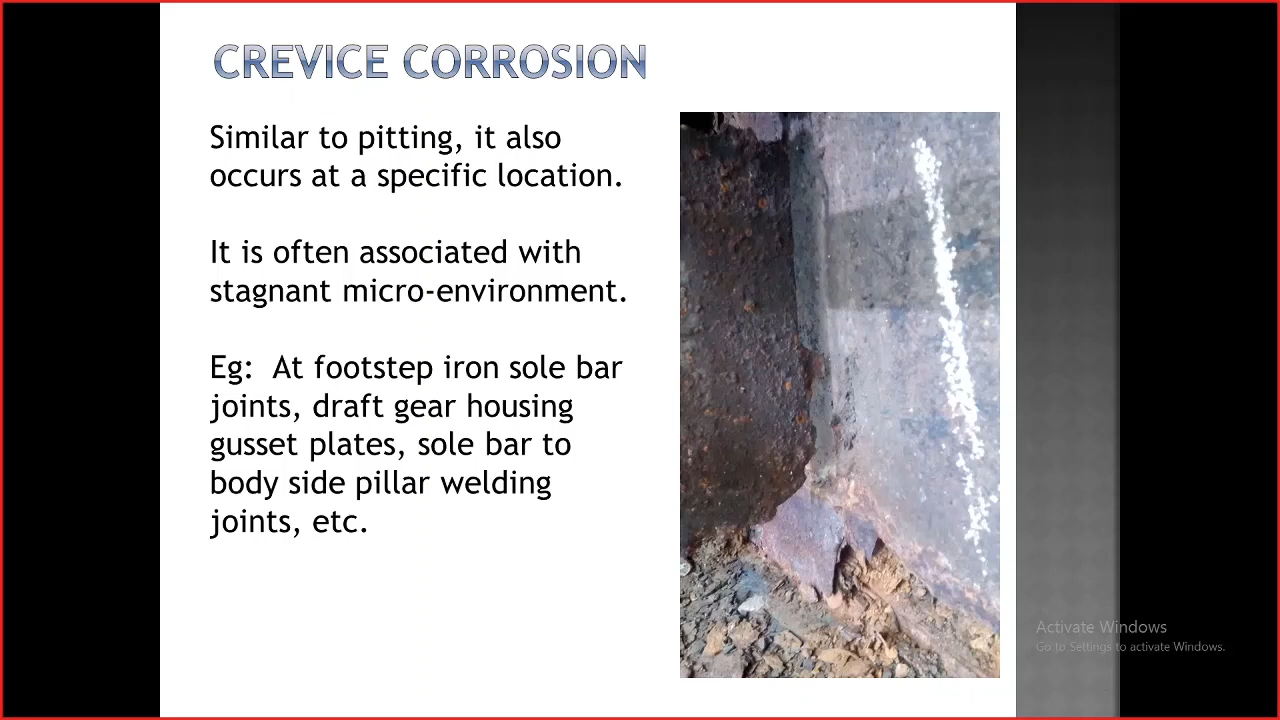 CREVICE CORROSION
Similar to pitting, it also
occurs at a specific location.
It is often associated with
stagnant micro-environment.
Eg:  At footstep iron sole bar
joints, draft gear housing
gusset plates, sole bar to
body side pillar welding
joints, etc.
Activate Windows
Go to Settings to activate Windows.